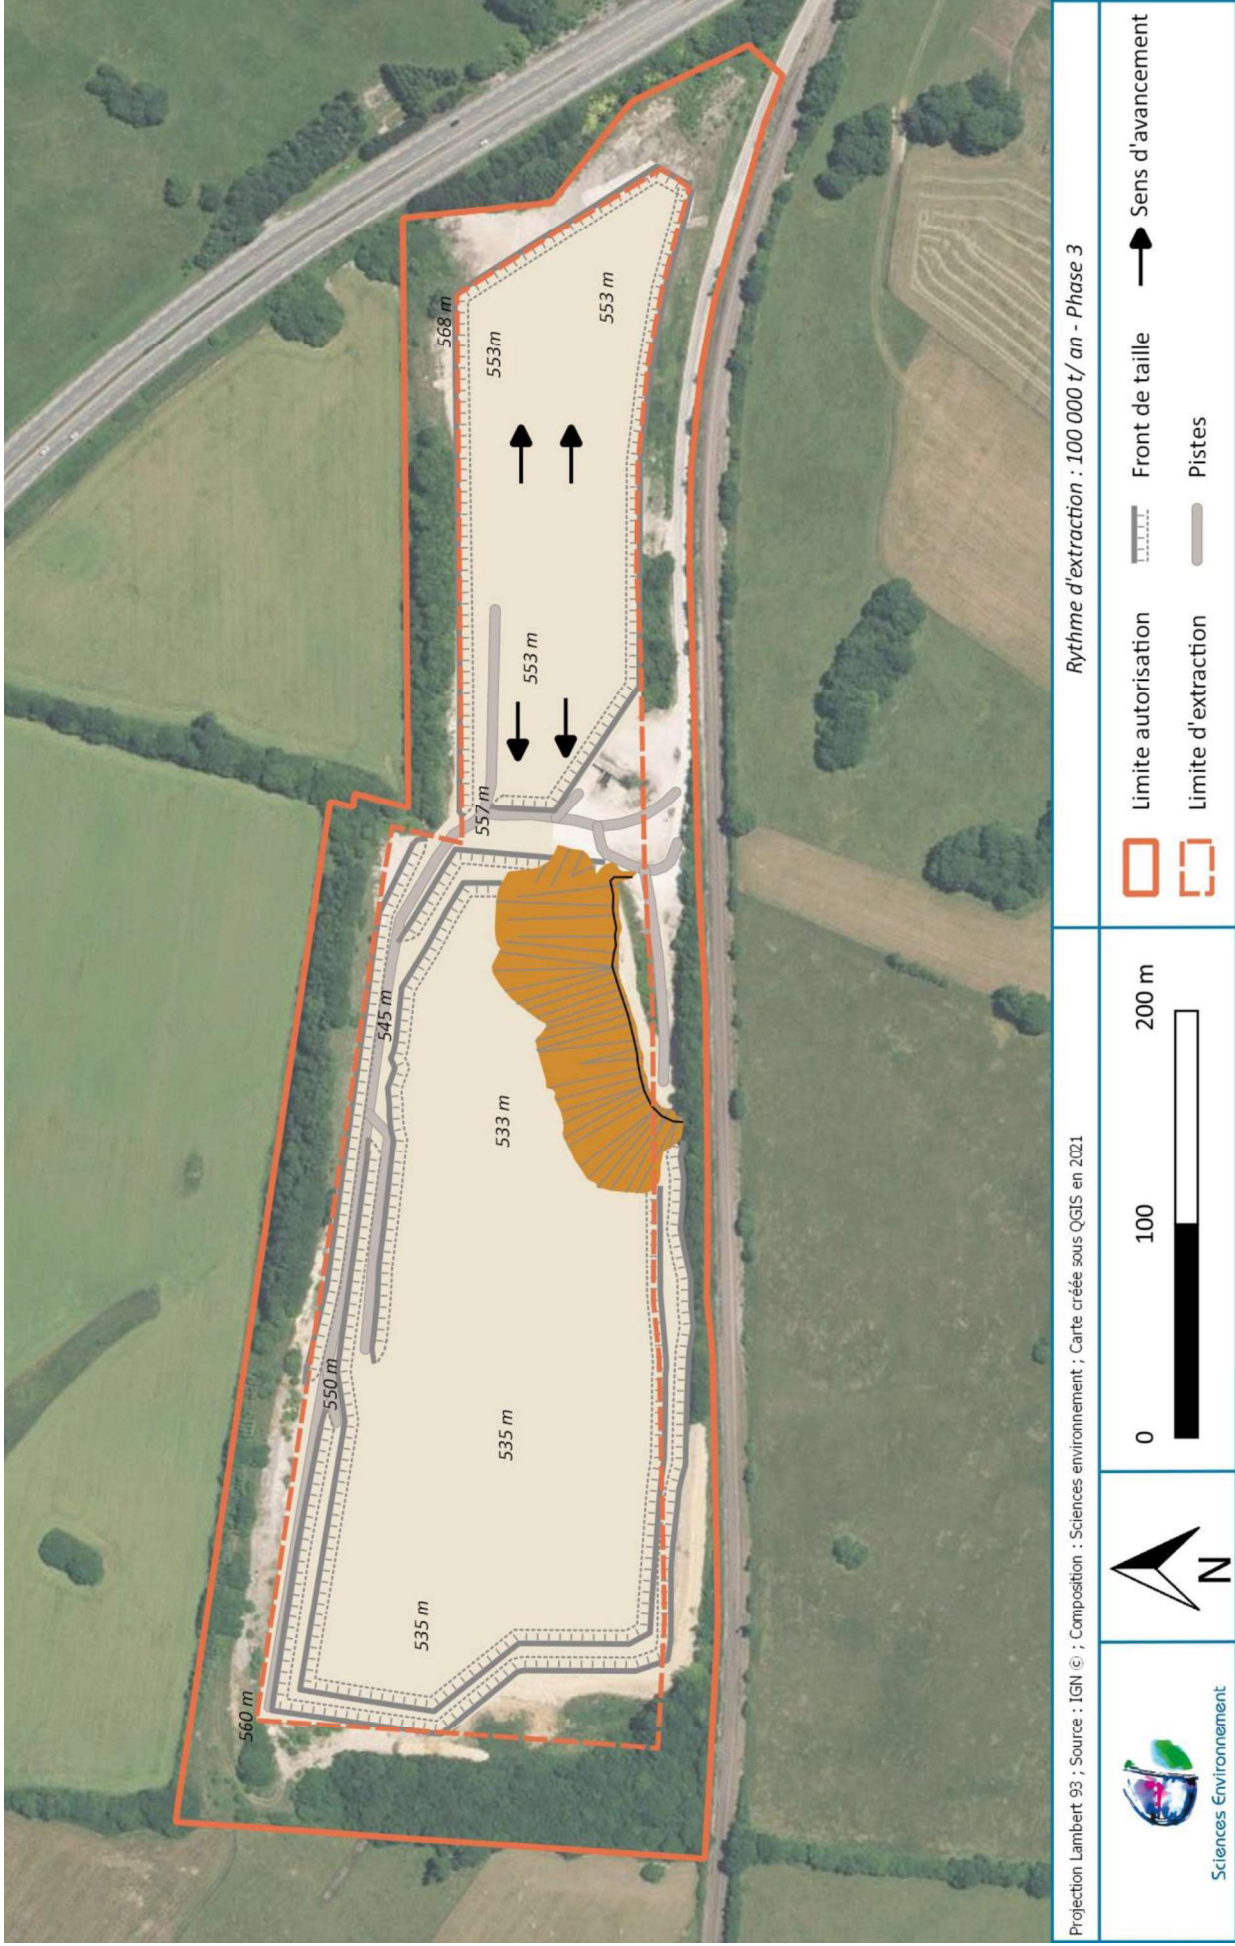 568 m
553m
553 m
553 m
557 m
545 m
533 m
550 m
535 m
535 m
560 m
Projection Lambert 93 ; Source : IGN © ; Composition : Sciences environnement ; Carte créée sous QGIS en 2021
Rythme d'extraction : 100 000 t/ an - Phase 3
Sciences Environnement
N
0 100 200 m
Limite autorisation
Front de taille
Sens d'avancement
Limite d'extraction
Pistes